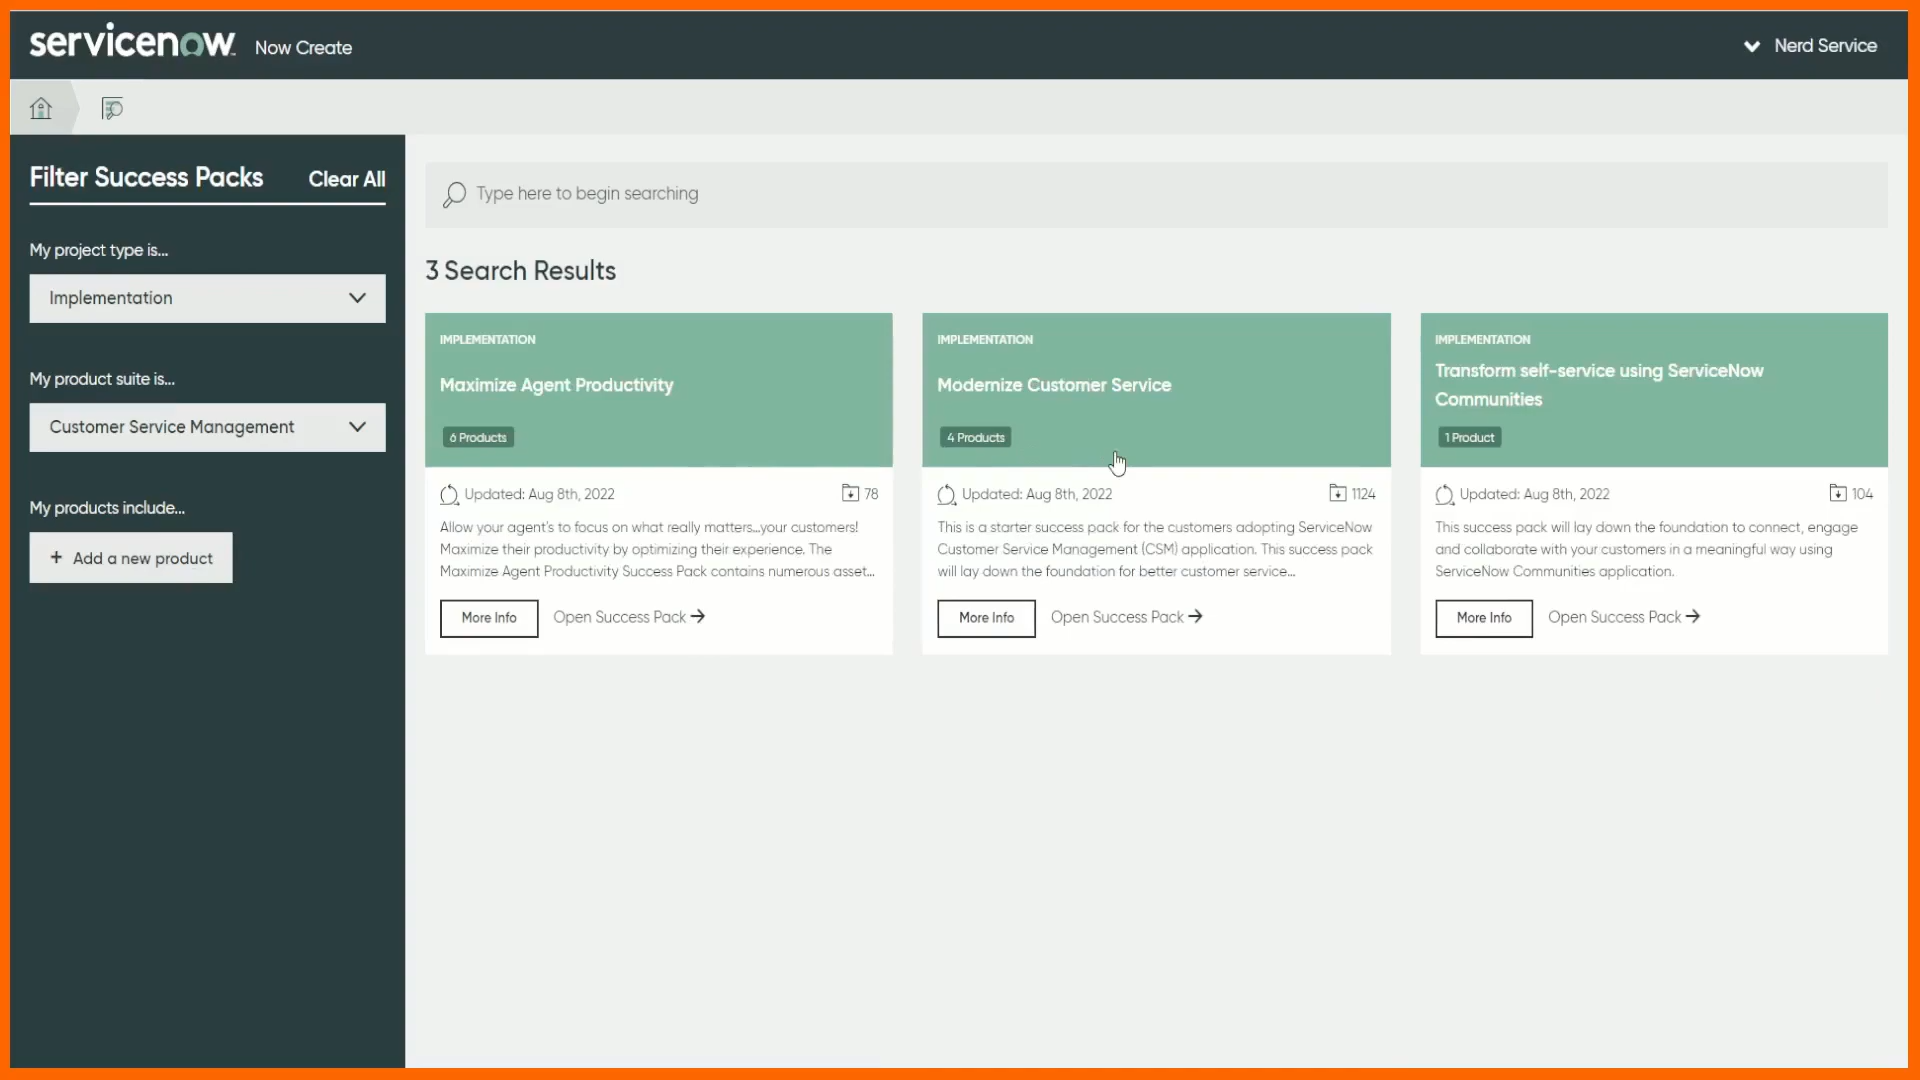 servicenow Now Create
Nerd Service
Filter Success Packs Clear All
My project type is...
Implementation
My product suite is...
Customer Service Management
My products include...
+ Add a new product
Type here to begin searching
3 Search Results
IMPLEMENTATION
Maximize Agent Productivity
6 Products
Updated: Aug 8th, 2022 78
Allow your agent's to focus on what really matters...your customers!
Maximize their productivity by optimizing their experience. The
Maximize Agent Productivity Success Pack contains numerous asset...
More Info Open Success Pack →
IMPLEMENTATION
Modernize Customer Service
4 Products
Updated: Aug 8th, 2022 1124
This is a starter success pack for the customers adopting ServiceNow
Customer Service Management (CSM) application. This success pack
will lay down the foundation for better customer service...
More Info Open Success Pack →
IMPLEMENTATION
Transform self-service using ServiceNow
Communities
1 Product
Updated: Aug 8th, 2022 104
This success pack will lay down the foundation to connect, engage
and collaborate with your customers in a meaningful way using
ServiceNow Communities application.
More Info Open Success Pack →